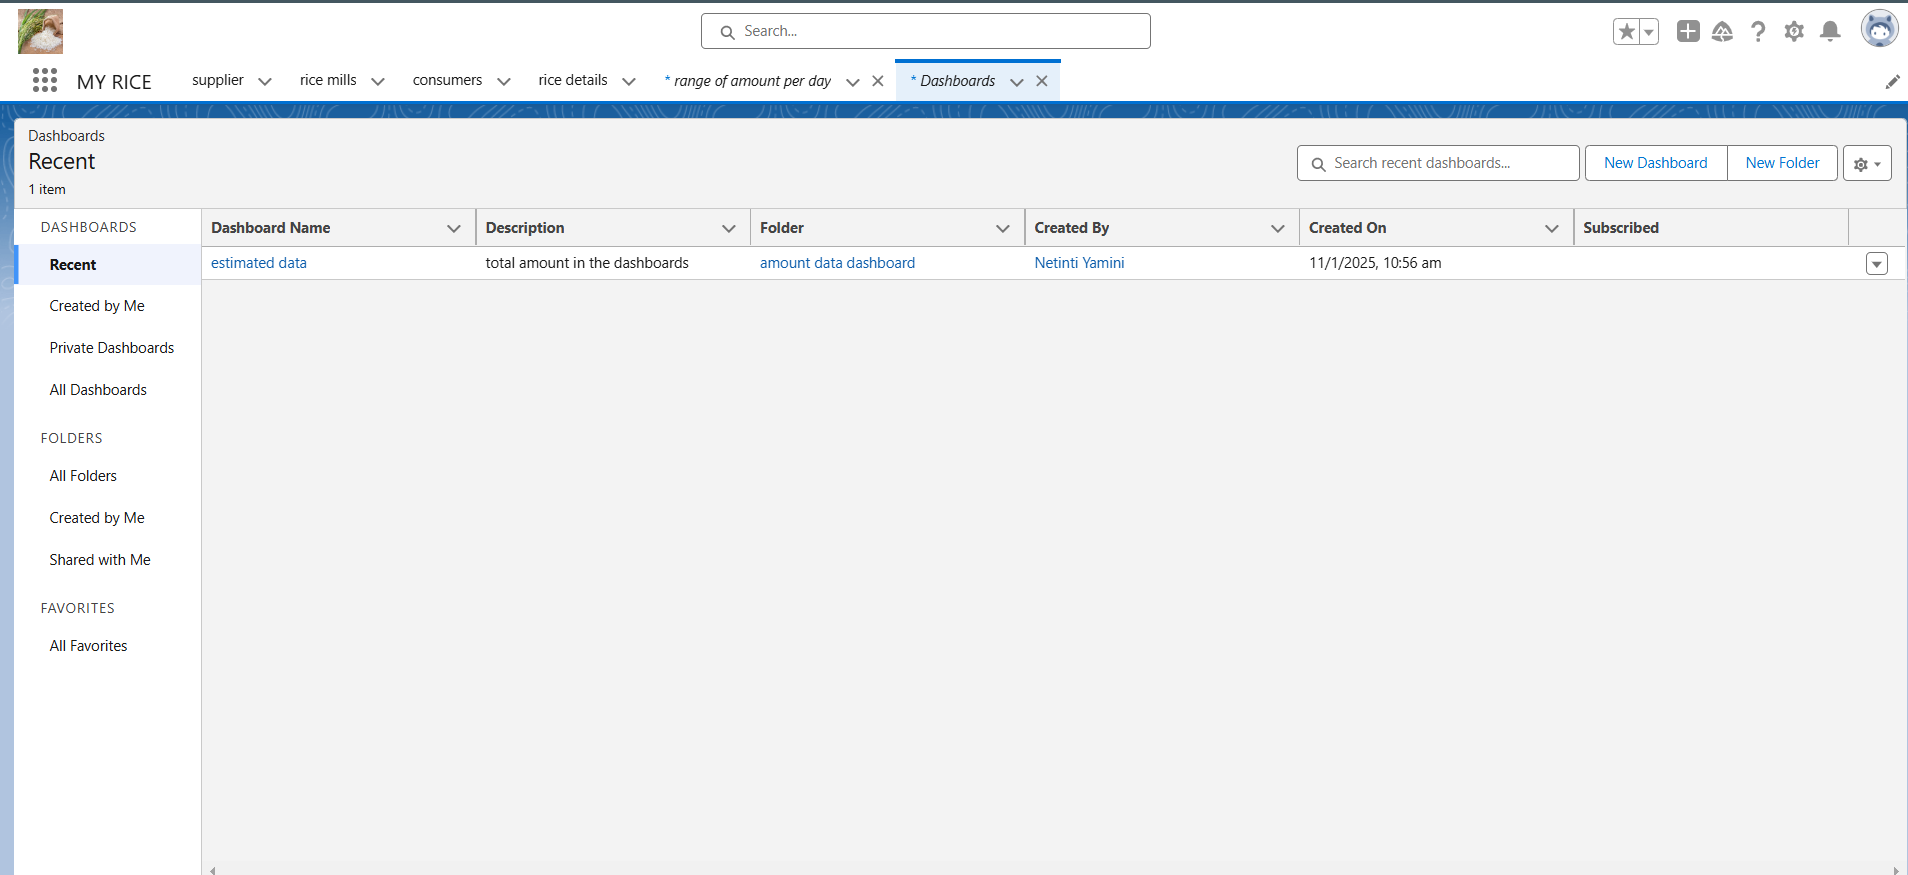 Search...
MY RICE
supplier
rice mills
consumers
rice details
* range of amount per day
* Dashboards
Dashboards
Recent
1 item
Search recent dashboards...
New Dashboard
New Folder
DASHBOARDS
Recent
Created by Me
Private Dashboards
All Dashboards
FOLDERS
All Folders
Created by Me
Shared with Me
FAVORITES
All Favorites
Dashboard Name Description Folder Created By Created On Subscribed
estimated data total amount in the dashboards amount data dashboard Netinti Yamini 11/1/2025, 10:56 am